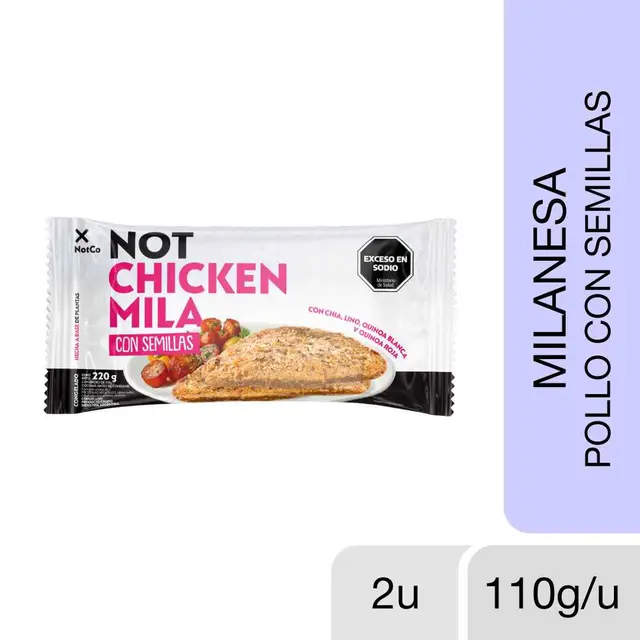 NotCo
NOT
CHICKEN
MILA
CON SEMILLAS
HECHA A BASE DE PLANTAS
CONGELADO
220 g
EXCESO EN
SODIO
Ministerio
de Salud
CON CHIA, LINO, QUINOA BLANCA
Y QUINOA ROJA
MILANESA
POLLO CON SEMILLAS
2u
110g/u